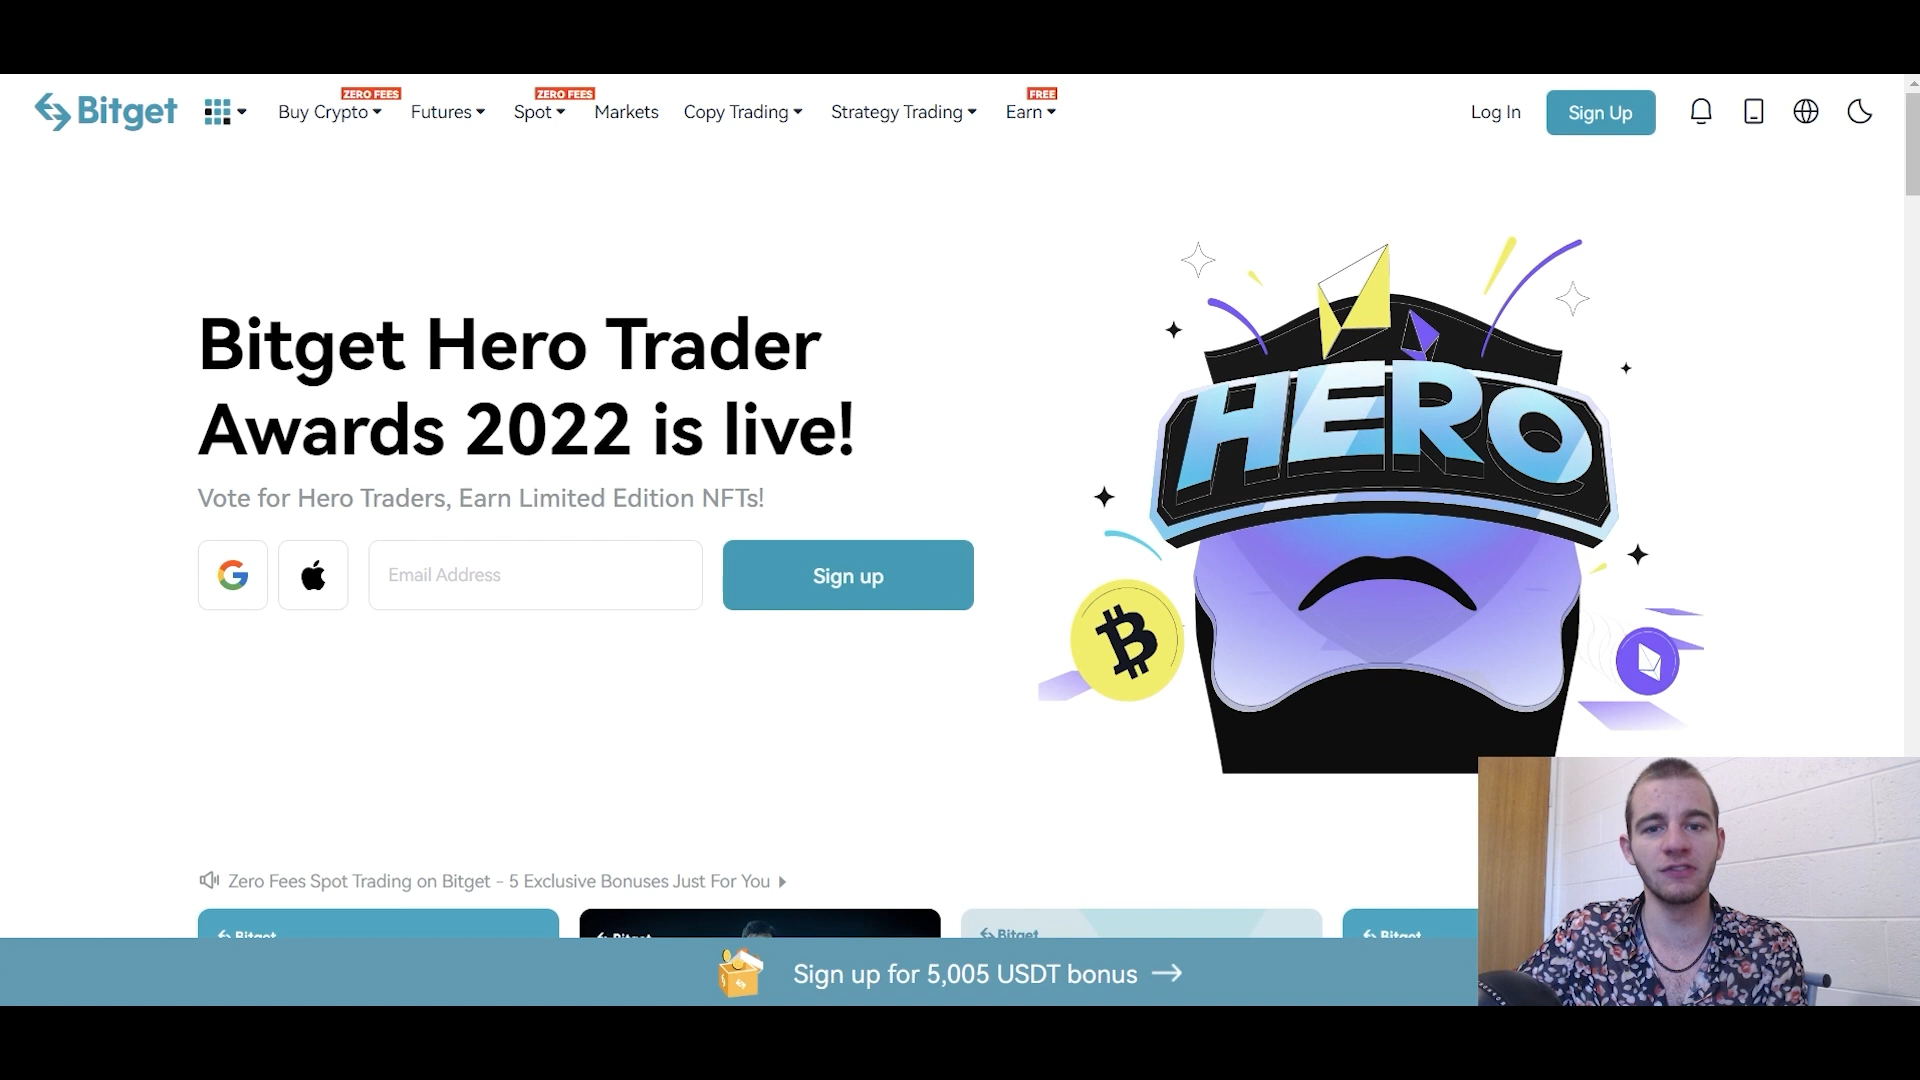 Bitget
Buy Crypto
ZERO FEES
Futures
Spot
ZERO FEES
Markets
Copy Trading
Strategy Trading
Earn
FREE
Log In
Sign Up
Bitget Hero Trader
Awards 2022 is live!
Vote for Hero Traders, Earn Limited Edition NFTs!
Email Address
Sign up
HERO
Zero Fees Spot Trading on Bitget - 5 Exclusive Bonuses Just For You
Bitget
Bitget
Bitget
Bitget
Sign up for 5,005 USDT bonus